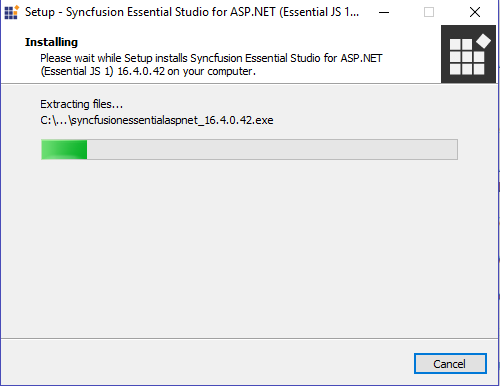 Setup - Syncfusion Essential Studio for ASP.NET (Essential JS 1...
Installing
Please wait while Setup installs Syncfusion Essential Studio for ASP.NET
(Essential JS 1) 16.4.0.42 on your computer.
Extracting files...
C:\...\syncfusionessentialaspnet_16.4.0.42.exe
Cancel